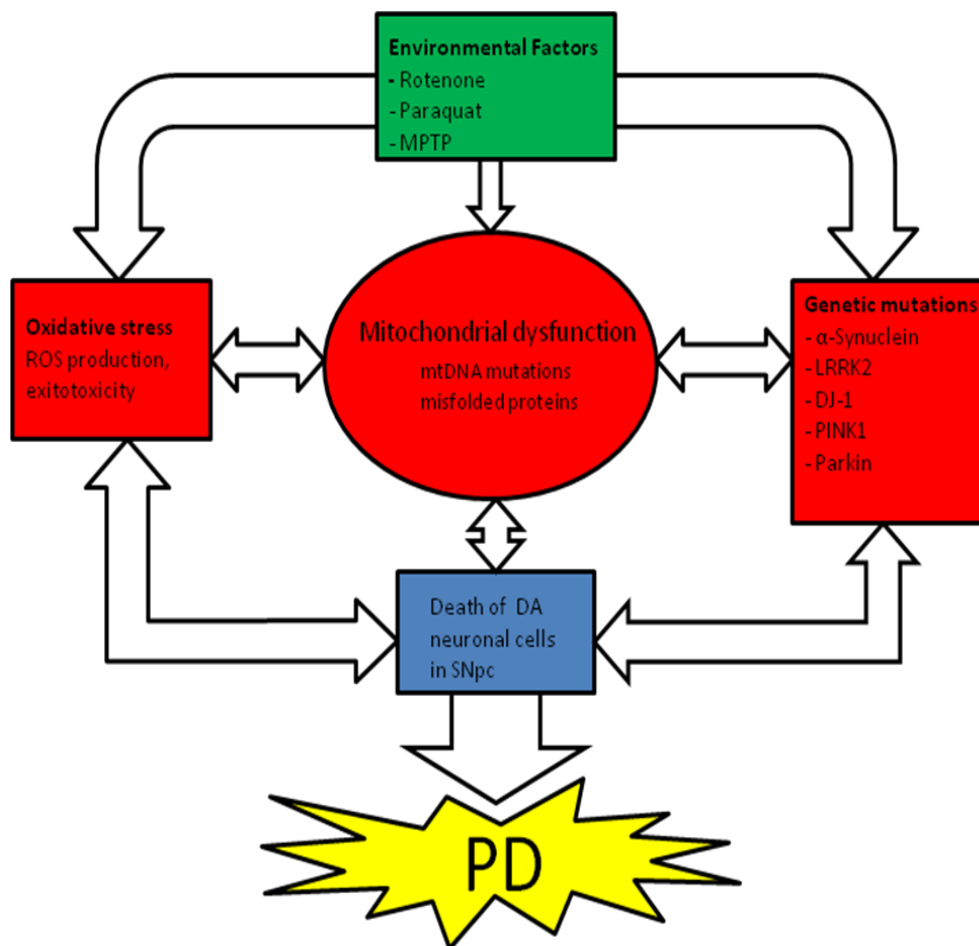 Environmental Factors
- Rotenone
- Paraquat
- MPTP
Oxidative stress
ROS production,
exitotoxicity
Mitochondrial dysfunction
mtDNA mutations
misfolded proteins
Genetic mutations
- α-Synuclein
- LRRK2
- DJ-1
- PINK1
- Parkin
Death of DA
neuronal cells
in SNpc
PD